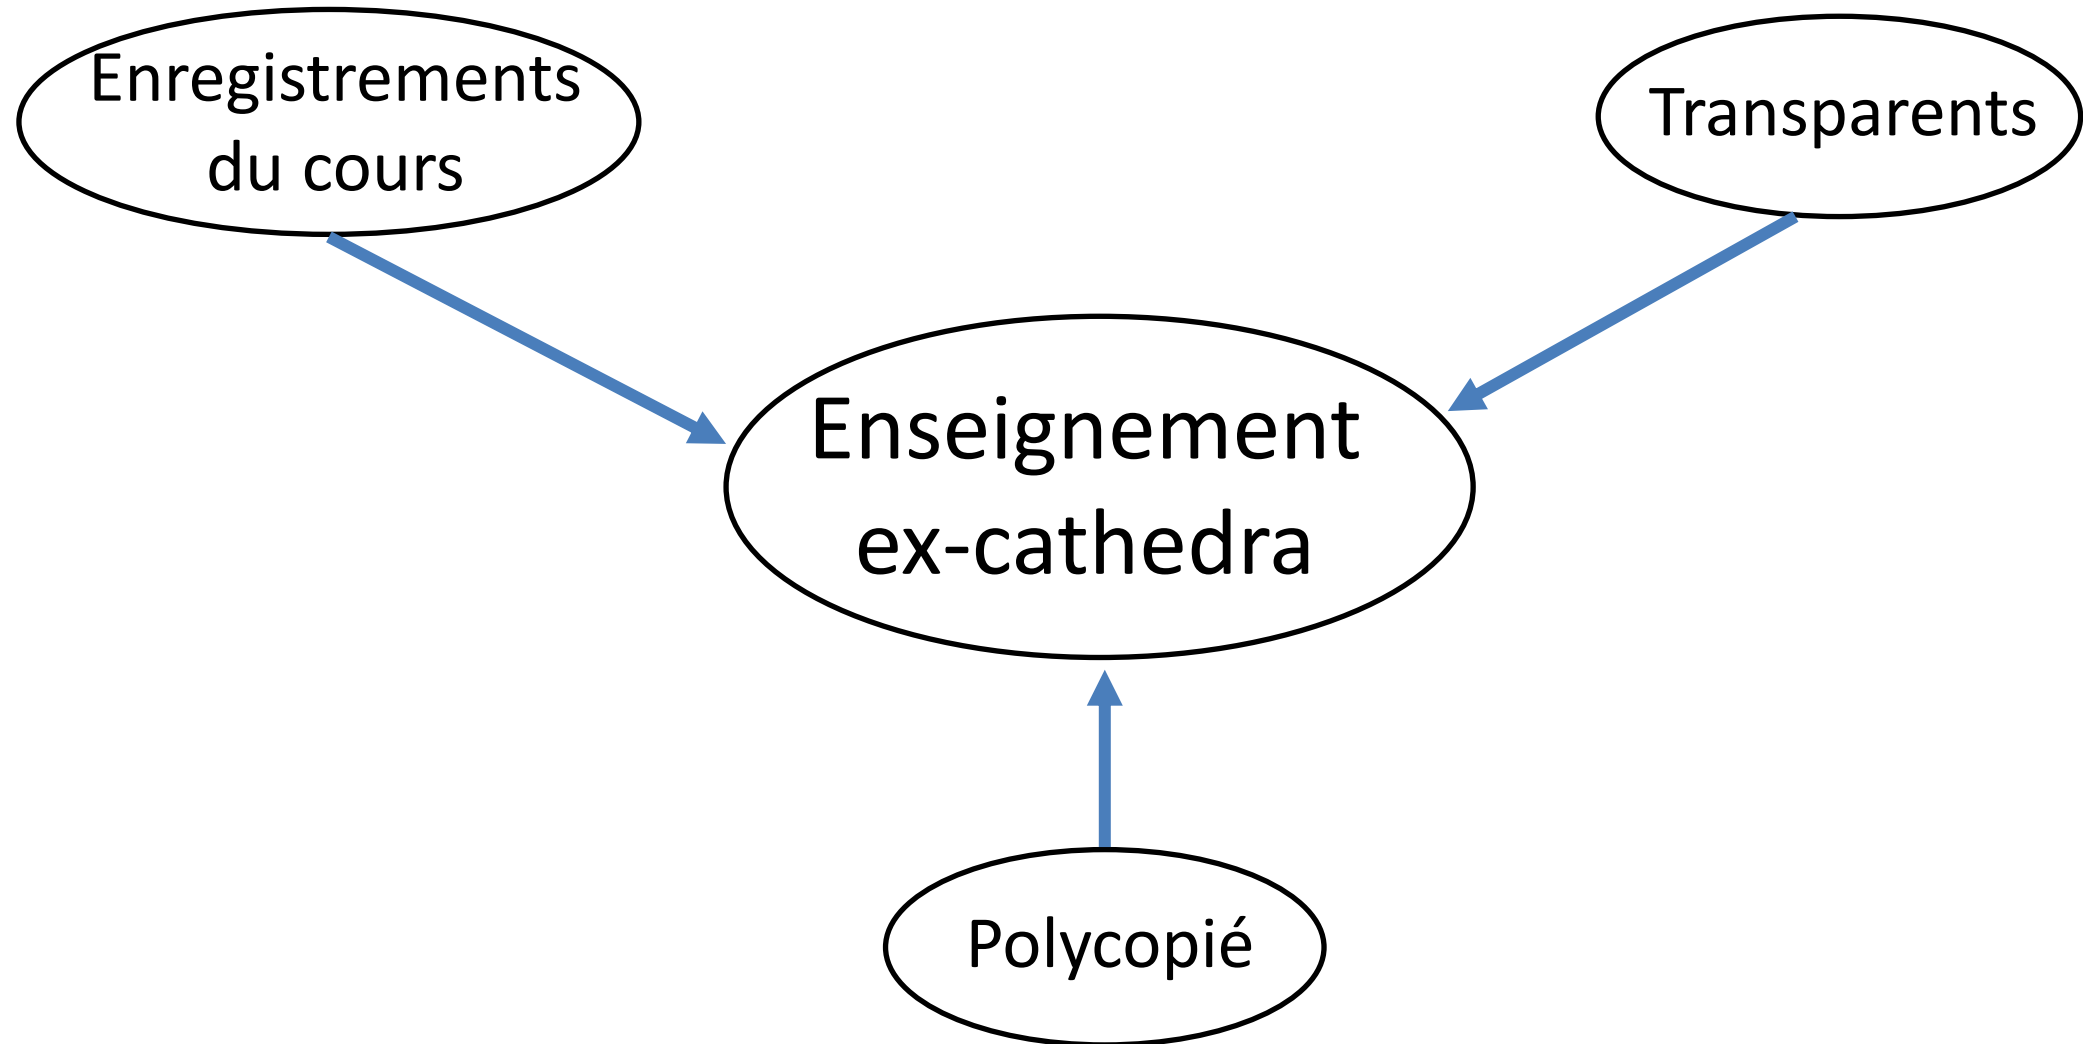 Enregistrements
du cours
Transparents
Enseignement
ex-cathedra
Polycopié